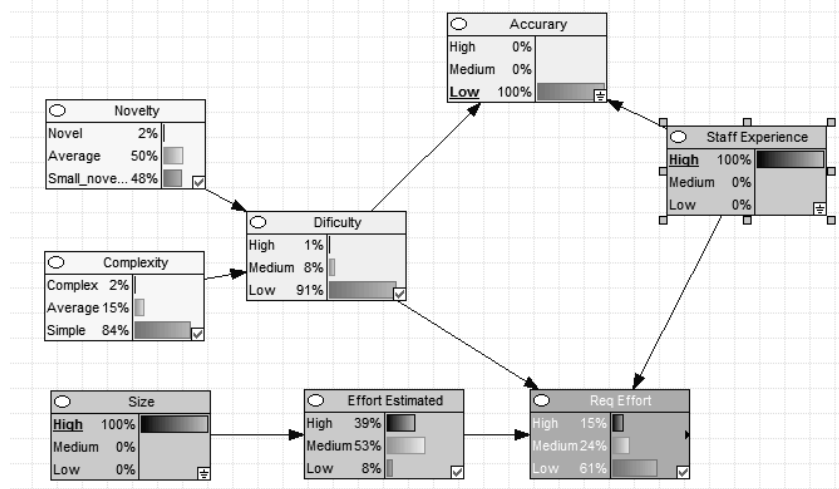 Accurary
High 0%
Medium 0%
Low 100%
Novelty
Novel 2%
Average 50%
Small_nove... 48%
Staff Experience
High 100%
Medium 0%
Low 0%
Dificulty
High 1%
Medium 8%
Low 91%
Complexity
Complex 2%
Average 15%
Simple 84%
Size
High 100%
Medium 0%
Low 0%
Effort Estimated
High 39%
Medium 53%
Low 8%
Req Effort
High 15%
Medium 24%
Low 61%